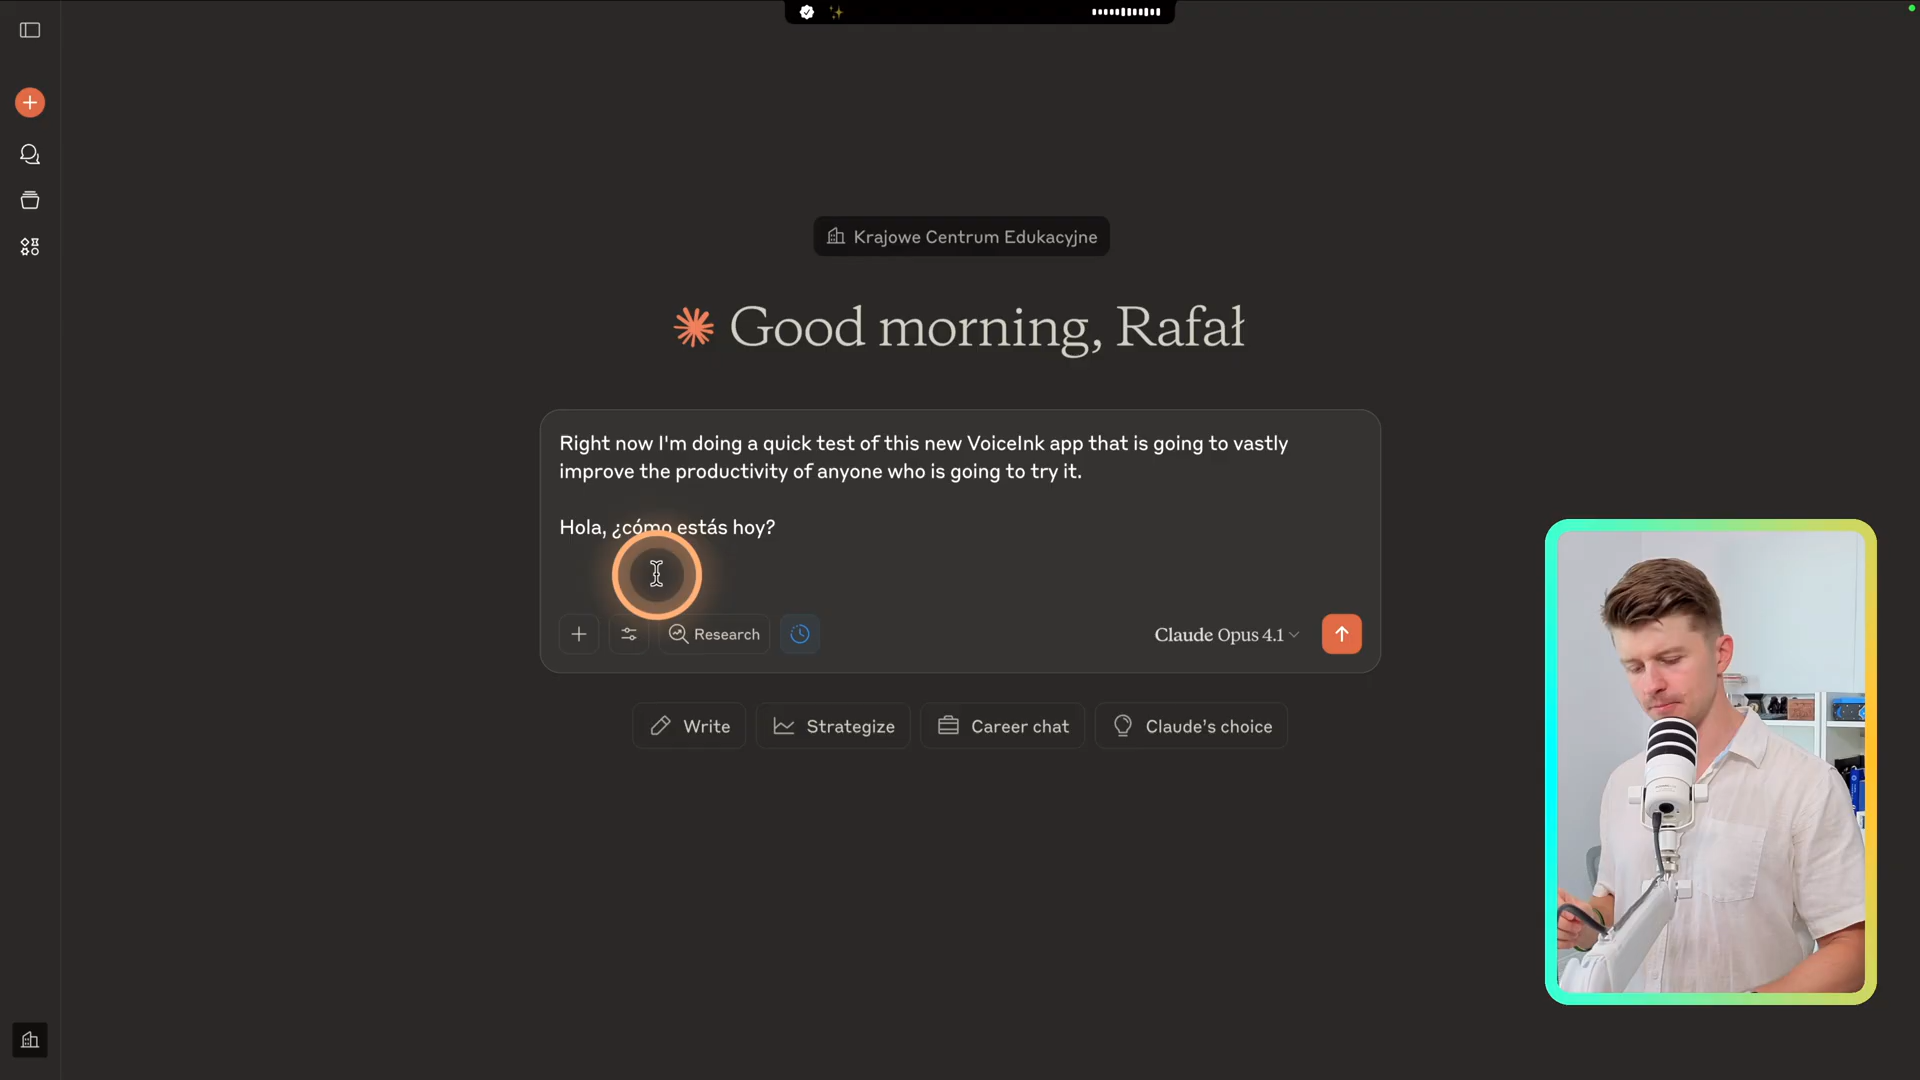 Krajowe Centrum Edukacyjne
Good morning, Rafał
Right now I'm doing a quick test of this new VoiceInk app that is going to vastly
improve the productivity of anyone who is going to try it.
Hola, ¿cómo estás hoy?
Research
Claude Opus 4.1
Write
Strategize
Career chat
Claude's choice